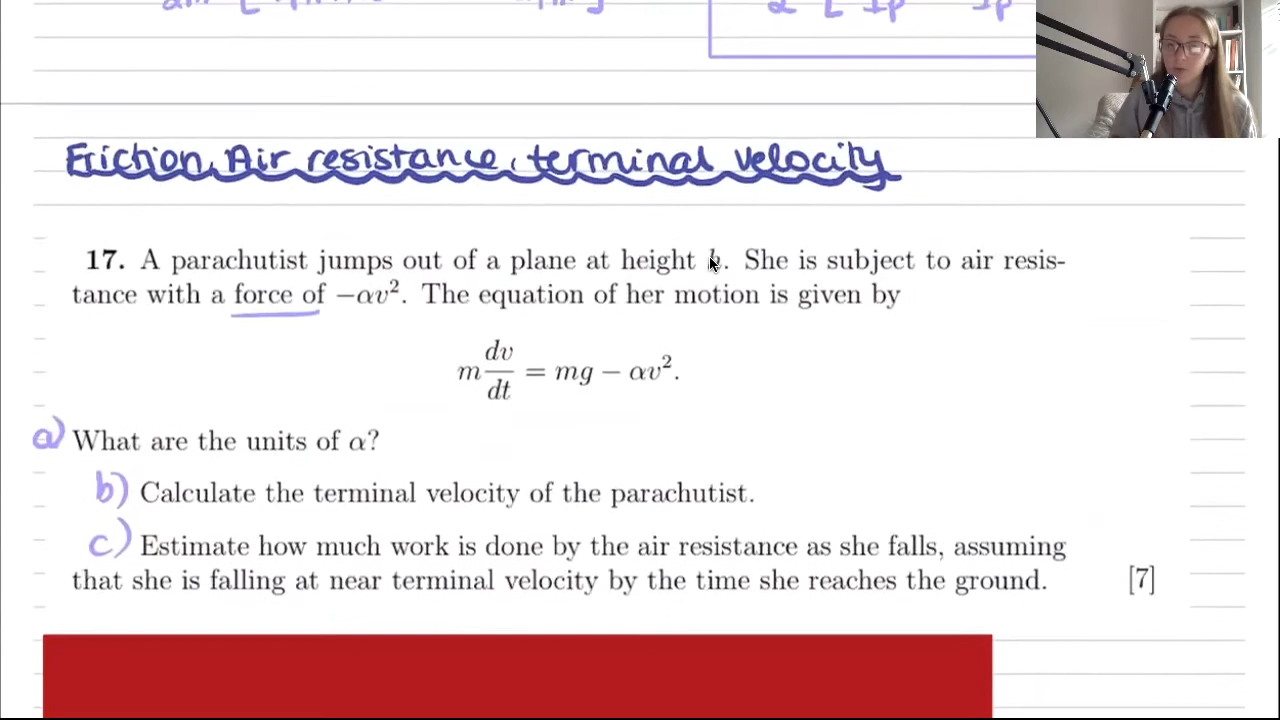 Friction, Air resistance, terminal velocity
17. A parachutist jumps out of a plane at height h. She is subject to air resis-
tance with a force of −αv². The equation of her motion is given by
m dv/dt = mg − αv².
a) What are the units of α?
b) Calculate the terminal velocity of the parachutist.
c) Estimate how much work is done by the air resistance as she falls, assuming
that she is falling at near terminal velocity by the time she reaches the ground. [7]